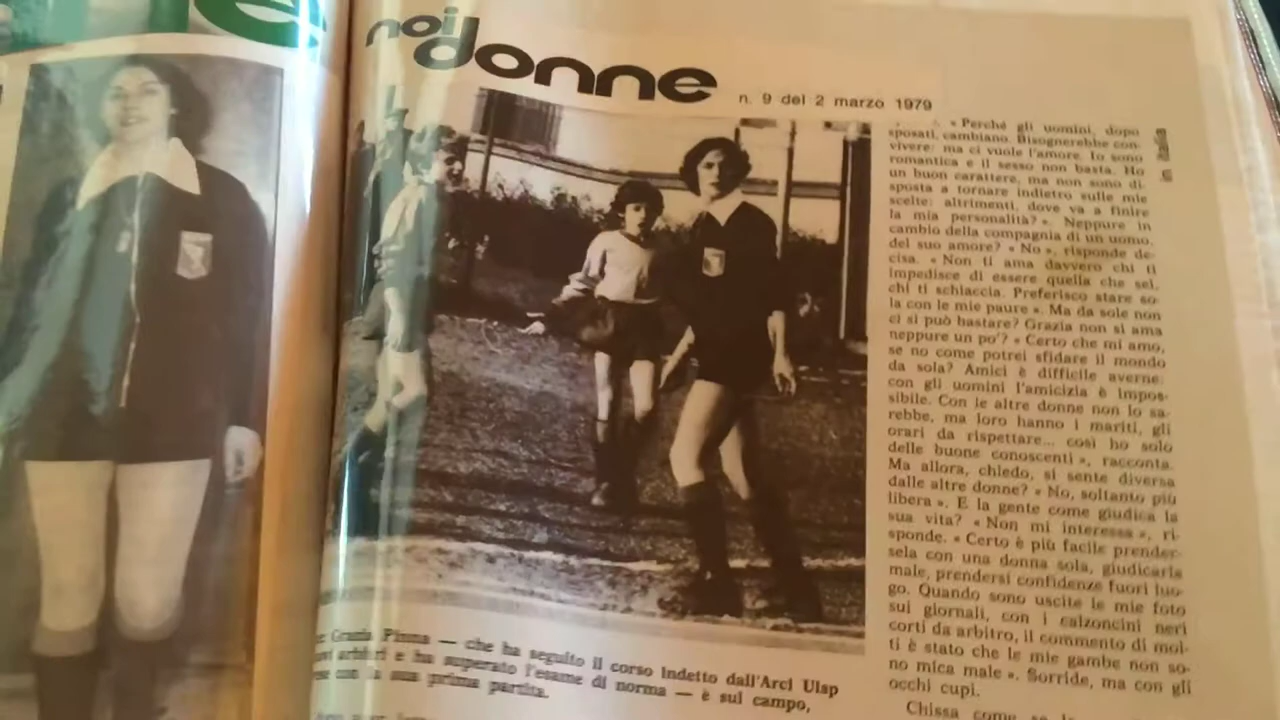 noi
donne
n. 9 del 2 marzo 1979
« Perché gli uomini, dopo
sposati, cambiano. Bisognerebbe con-
vivere: ma ci vuole l'amore. Io sono
romantica e il sesso non basta. Ho
un buon carattere, ma non sono di-
sposta a tornare indietro sulle mie
scelte: altrimenti, dove va a finire
la mia personalità? ». Neppure in
cambio della compagnia di un uomo,
del suo amore? « No », risponde de-
cisa. « Non ti ama davvero chi ti
impedisce di essere quella che sei,
chi ti schiaccia. Preferisco stare so-
la con le mie paure ». Ma da sole non
ci si può bastare? Grazia non si ama
neppure un po'? « Certo che mi amo,
se no come potrei sfidare il mondo
da sola? Amici è difficile averne:
con gli uomini l'amicizia è impos-
sibile. Con le altre donne non lo sa-
rebbe, ma loro hanno i mariti, gli
orari da rispettare... così ho solo
delle buone conoscenti », racconta.
Ma allora, chiedo, si sente diversa
dalle altre donne? « No, soltanto più
libera ». E la gente come giudica la
sua vita? « Non mi interessa », ri-
sponde. « Certo è più facile prender-
sela con una donna sola, giudicarla
male, prendersi confidenze fuori luo-
go. Quando sono uscite le mie foto
sui giornali, con i calzoncini neri
corti da arbitro, il commento di mol-
ti è stato che le mie gambe non so-
no mica male ». Sorride, ma con gli
occhi cupi.
Chissà come se
Grazia Pinna — che ha seguito il corso indetto dall'Arci Uisp
arbitri e ha superato l'esame di norma — è sul campo,
con la sua prima partita.